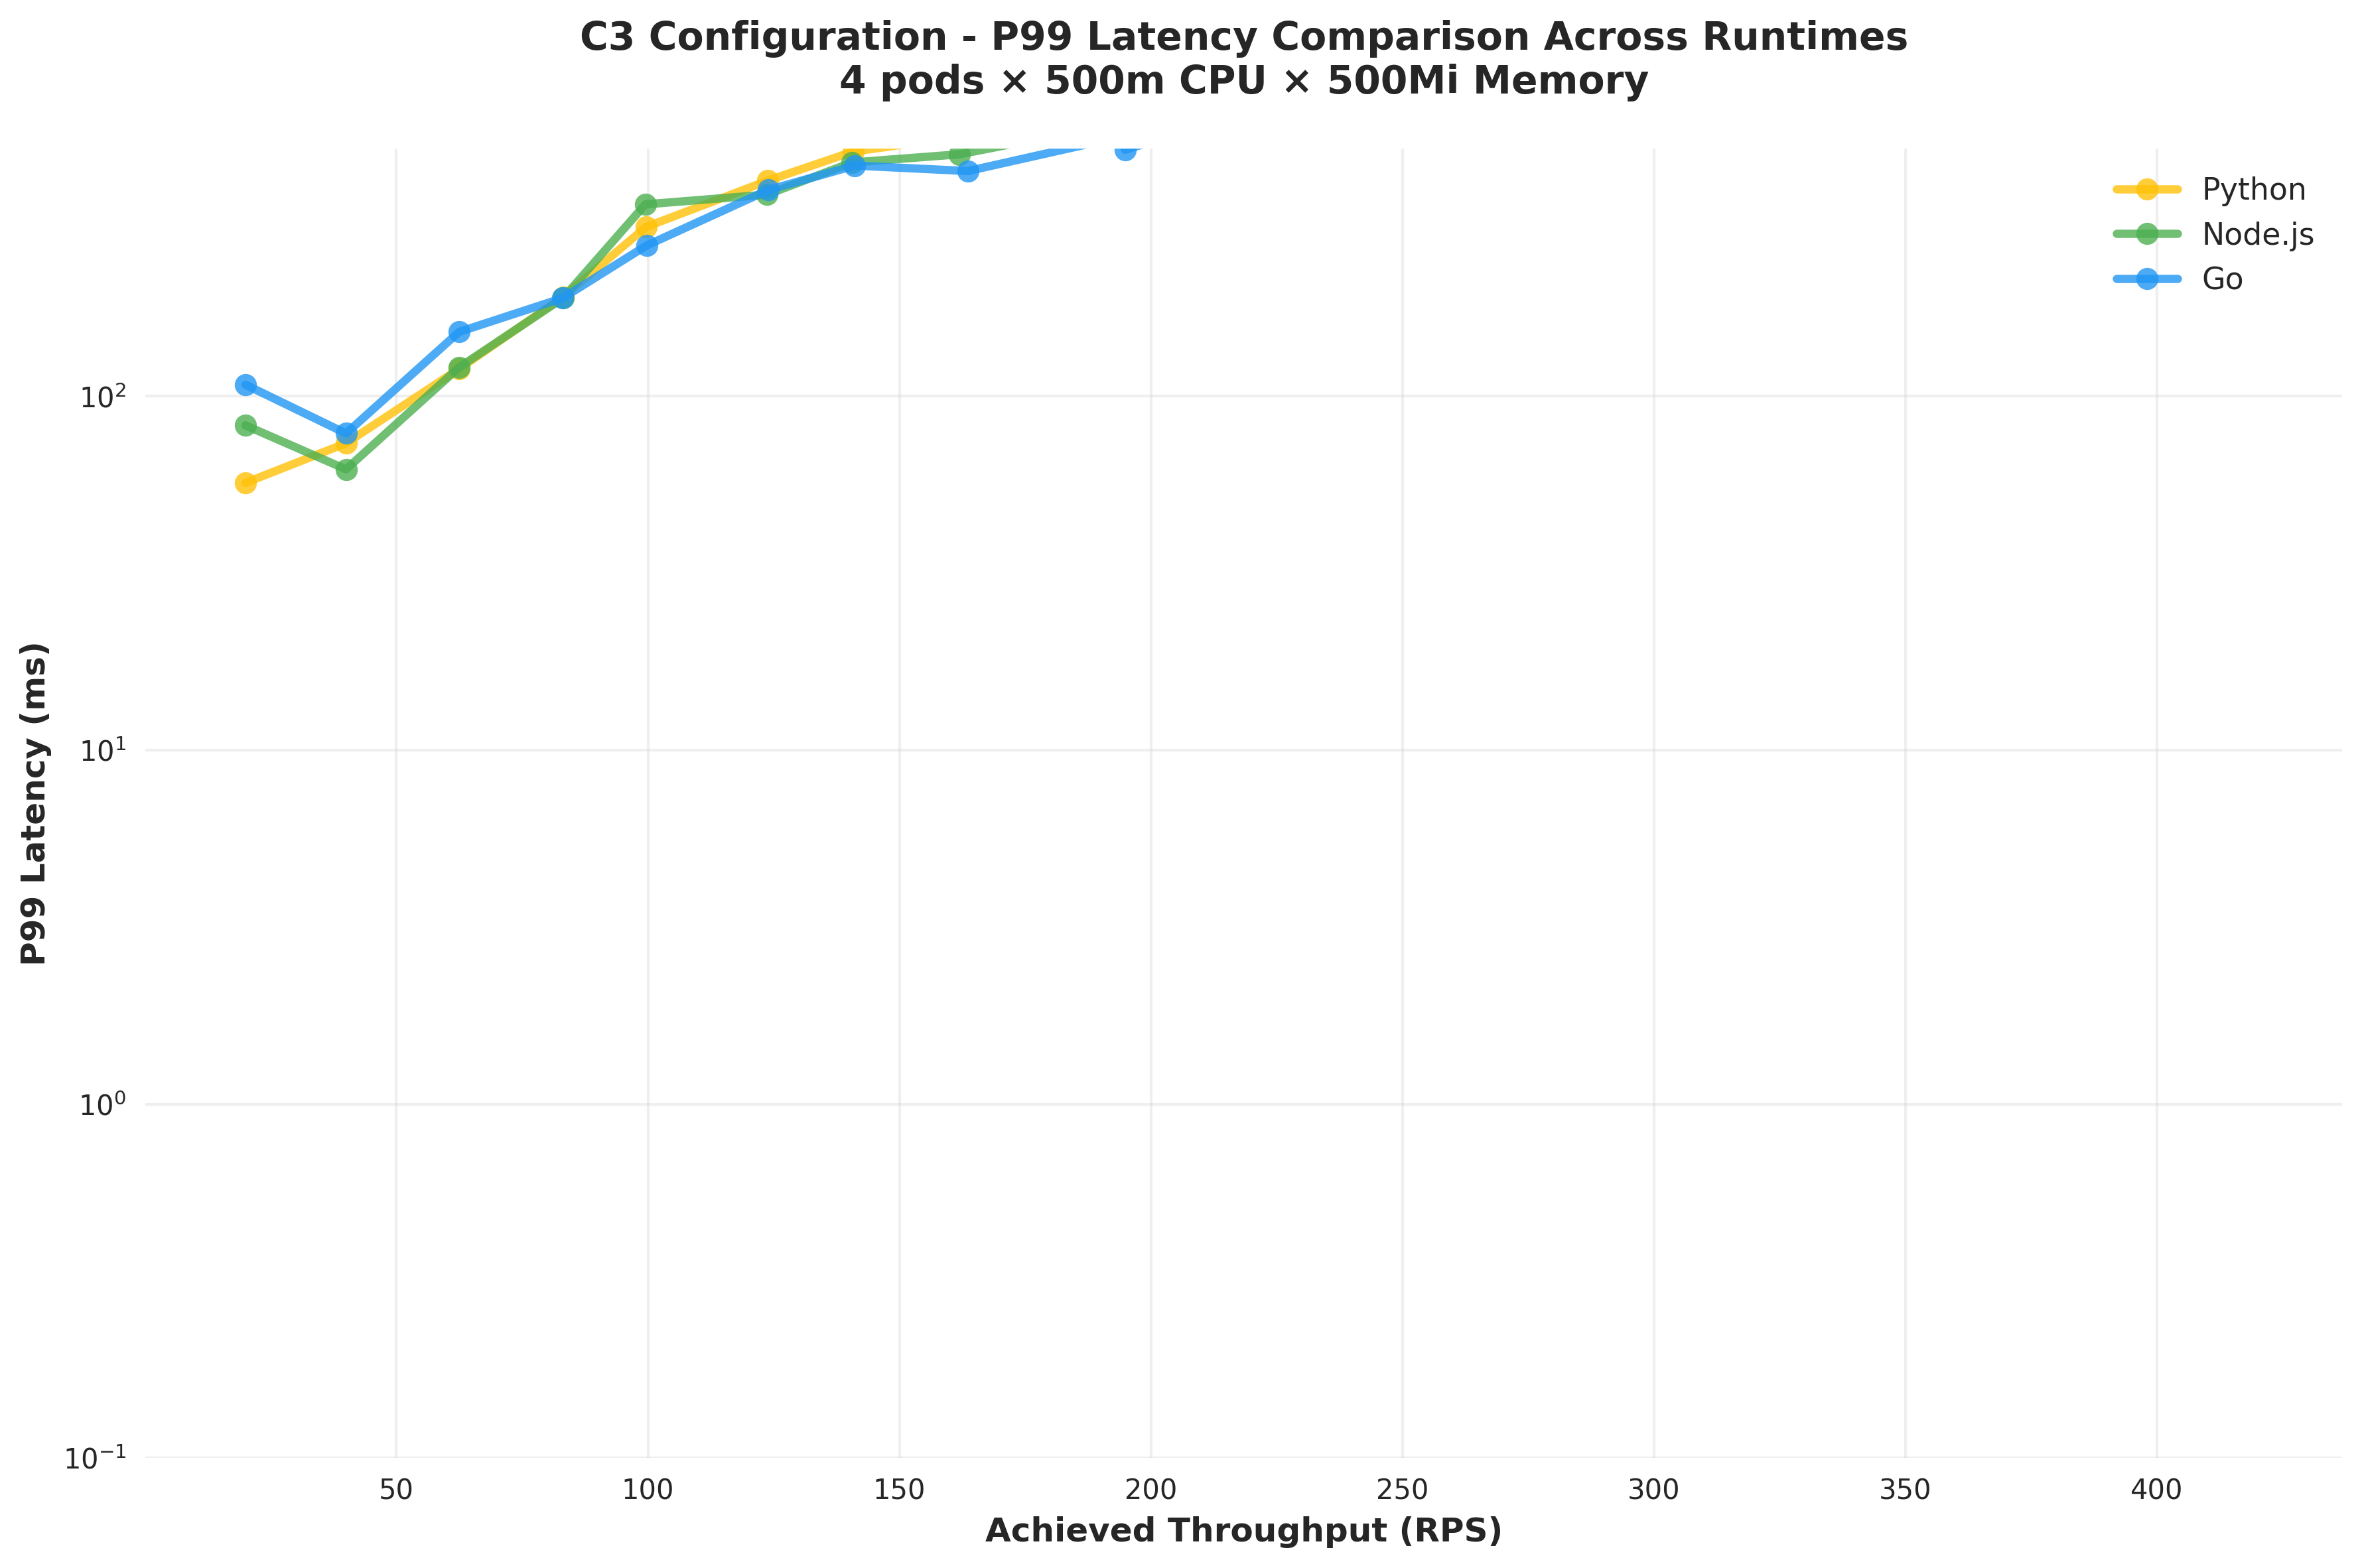 C3 Configuration - P99 Latency Comparison Across Runtimes
4 pods × 500m CPU × 500Mi Memory
Python
Node.js
Go
P99 Latency (ms)
10²
10¹
10⁰
10⁻¹
50 100 150 200 250 300 350 400
Achieved Throughput (RPS)